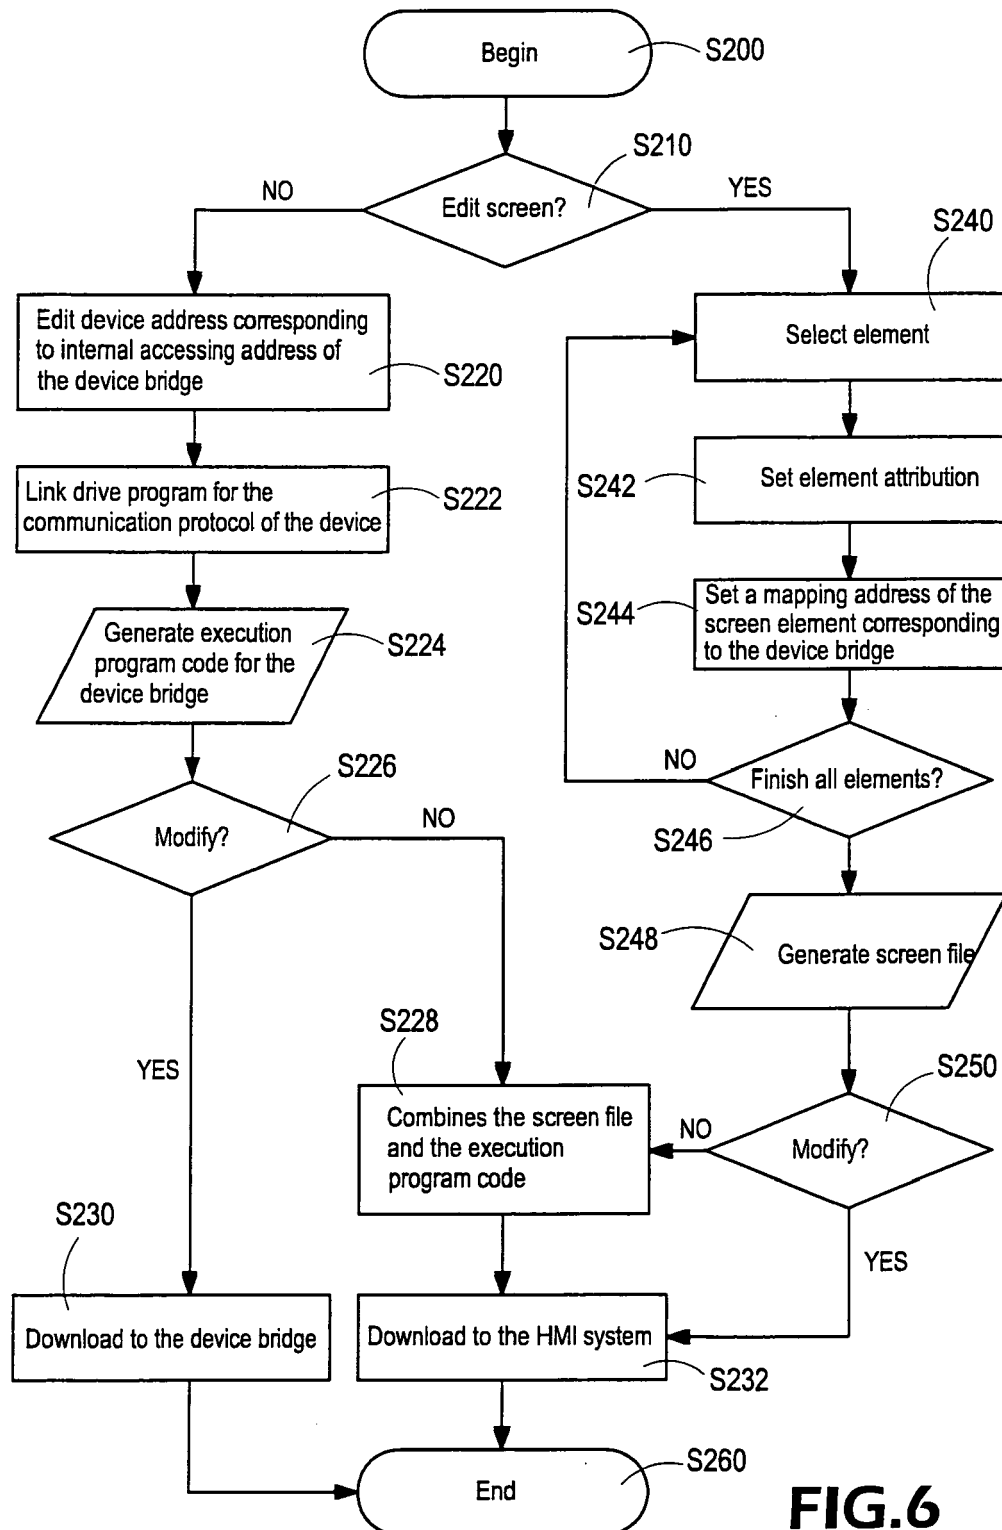 Begin
S200
S210
Edit screen?
NO
YES
S240
Edit device address corresponding
to internal accessing address of
the device bridge
S220
Select element
Link drive program for the
communication protocol of the device
S222
S242
Set element attribution
Generate execution
program code for the
device bridge
S224
S244
Set a mapping address of the
screen element corresponding
to the device bridge
S226
Modify?
NO
NO
Finish all elements?
S246
S248
Generate screen file
YES
S228
Combines the screen file
and the execution
program code
S250
NO
Modify?
YES
S230
Download to the device bridge
Download to the HMI system
S232
End
S260
FIG.6